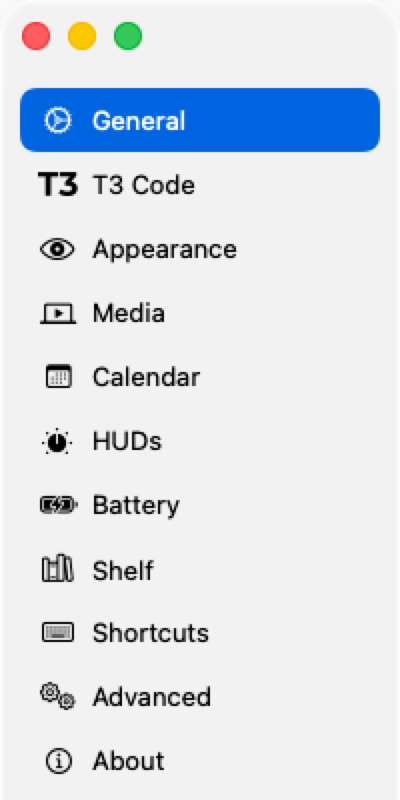 General
T3 T3 Code
Appearance
Media
Calendar
HUDs
Battery
Shelf
Shortcuts
Advanced
About